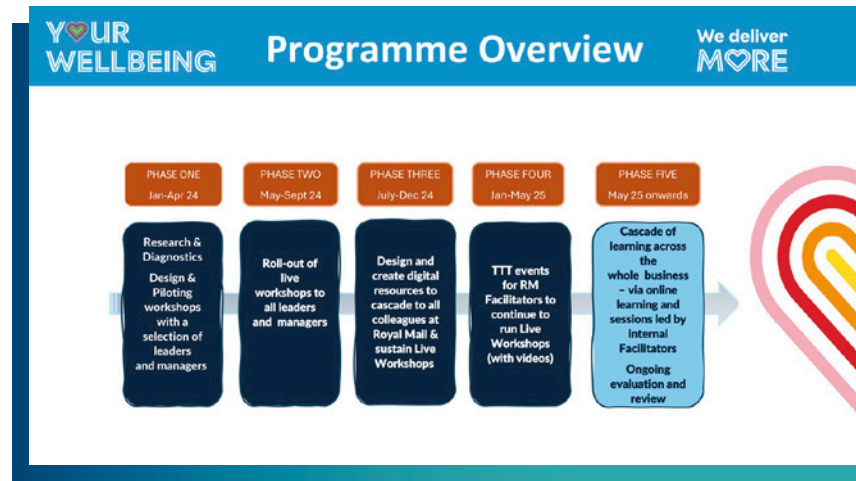 YOUR
WELLBEING
Programme Overview
We deliver
MORE
PHASE ONE
Jan-Apr 24
PHASE TWO
May-Sept 24
PHASE THREE
July-Dec 24
PHASE FOUR
Jan-May 25
PHASE FIVE
May 25 onwards
Research &
Diagnostics
Design &
Piloting
workshops
with a
selection of
leaders
and managers
Roll-out of
live
workshops to
all leaders
and managers
Design and
create digital
resources to
cascade to all
colleagues at
Royal Mail &
sustain Live
Workshops
TTT events
for RM
Facilitators to
continue to
run Live
Workshops
(with videos)
Cascade of
learning across
the
whole business
– via online
learning and
sessions led by
Internal
Facilitators
Ongoing
evaluation and
review